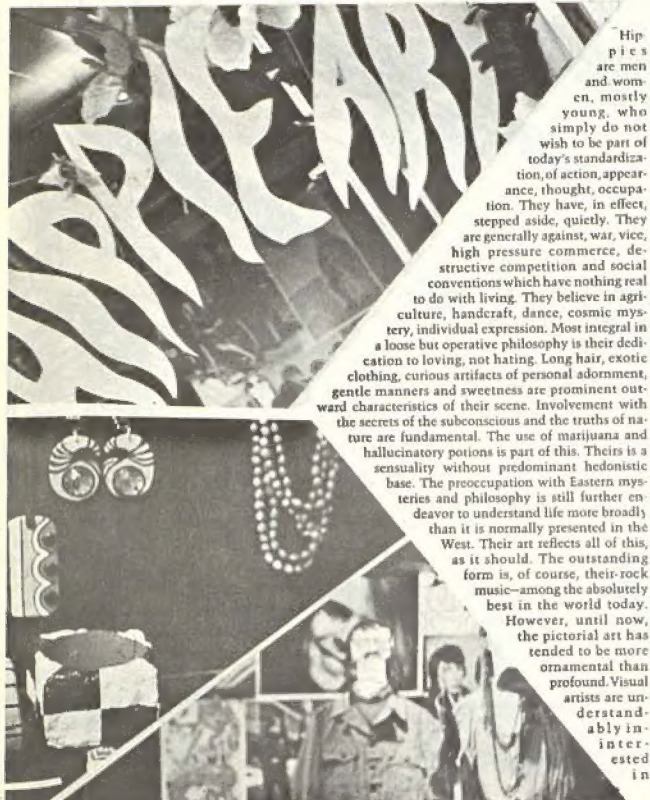 HIPPIE ART
Hip-
pies
are men
and wom-
en, mostly
young, who
simply do not
wish to be part of
today's standardiza-
tion, of action, appear-
ance, thought, occupa-
tion. They have, in effect,
stepped aside, quietly. They
are generally against, war, vice,
high pressure commerce, de-
structive competition and social
conventions which have nothing real
to do with living. They believe in agri-
culture, handcraft, dance, cosmic mys-
tery, individual expression. Most integral in
a loose but operative philosophy is their dedi-
cation to loving, not hating. Long hair, exotic
clothing, curious artifacts of personal adornment,
gentle manners and sweetness are prominent out-
ward characteristics of their scene. Involvement with
the secrets of the subconscious and the truths of na-
ture are fundamental. The use of marijuana and
hallucinatory potions is part of this. Theirs is a
sensuality without predominant hedonistic
base. The preoccupation with Eastern mys-
teries and philosophy is still further en-
deavor to understand life more broadly
than it is normally presented in the
West. Their art reflects all of this,
as it should. The outstanding
form is, of course, their rock
music—among the absolutely
best in the world today.
However, until now,
the pictorial art has
tended to be more
ornamental than
profound. Visual
artists are un-
derstand-
ably in-
inter-
ested
in